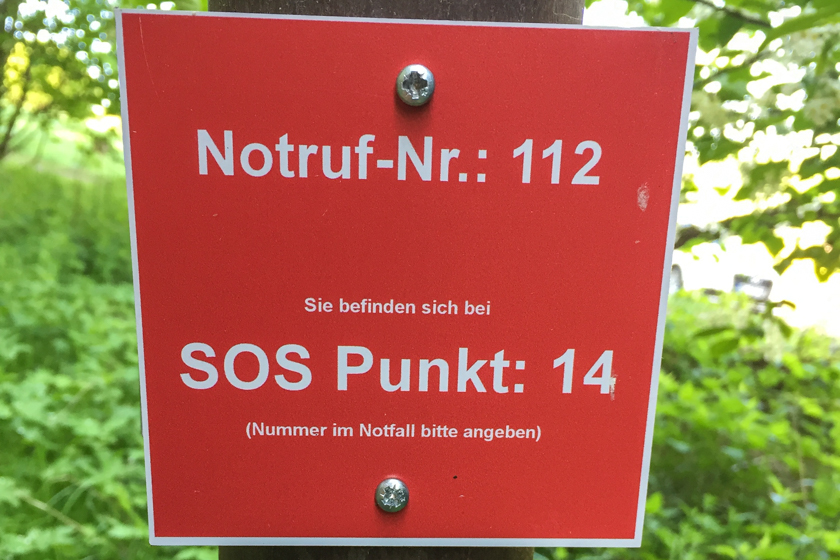 Notruf-Nr.: 112
Sie befinden sich bei
SOS Punkt: 14
(Nummer im Notfall bitte angeben)